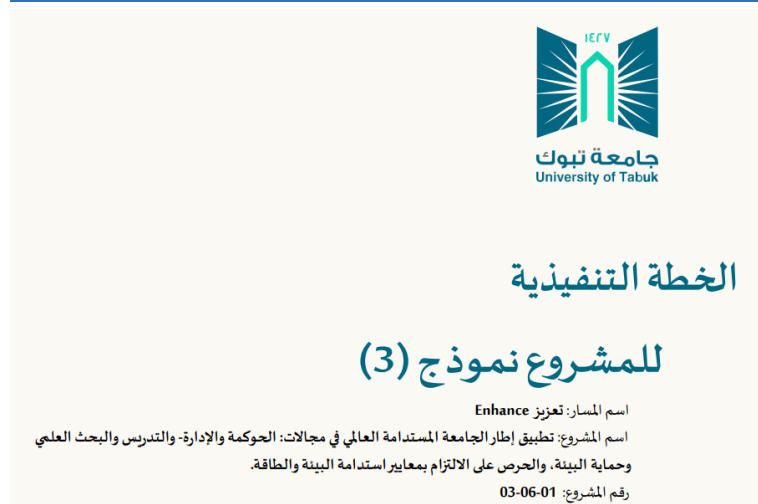 ١٤٢٧
جامعة تبوك
University of Tabuk
الخطة التنفيذية
للمشروع نموذج (3)
اسم المسار: تعزيز Enhance
اسم المشروع: تطبيق إطار الجامعة المستدامة العالمي في مجالات: الحوكمة والإدارة- والتدريس والبحث العلمي
وحماية البيئة، والحرص على الالتزام بمعايير استدامة البيئة والطاقة.
رقم المشروع: 01-06-03